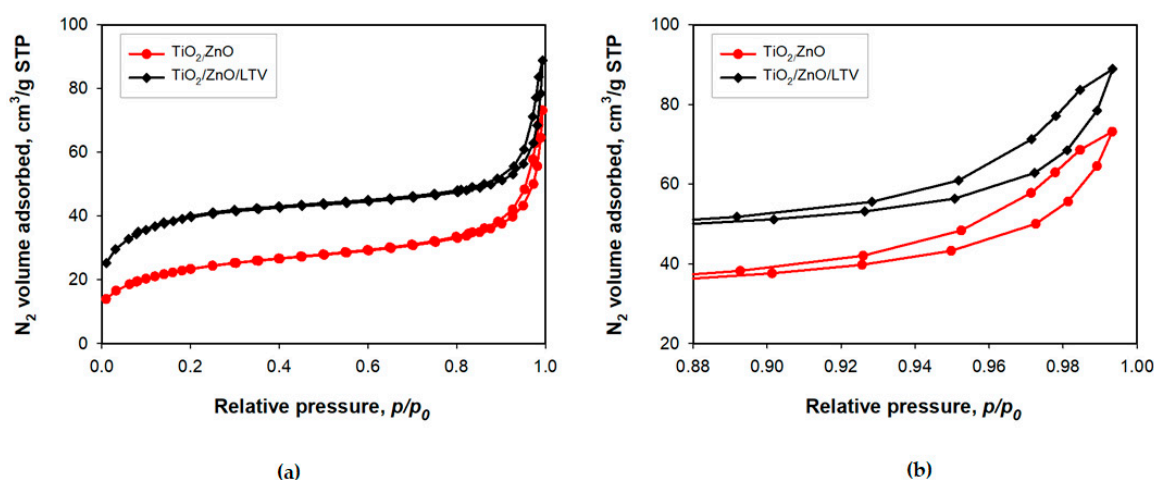 100
80
60
40
20
0
N₂ volume adsorbed, cm³/g STP
TiO₂/ZnO
TiO₂/ZnO/LTV
0.0 0.2 0.4 0.6 0.8 1.0
Relative pressure, p/p₀
(a)
100
80
60
40
20
N₂ volume adsorbed, cm³/g STP
TiO₂/ZnO
TiO₂/ZnO/LTV
0.88 0.90 0.92 0.94 0.96 0.98 1.00
Relative pressure, p/p₀
(b)